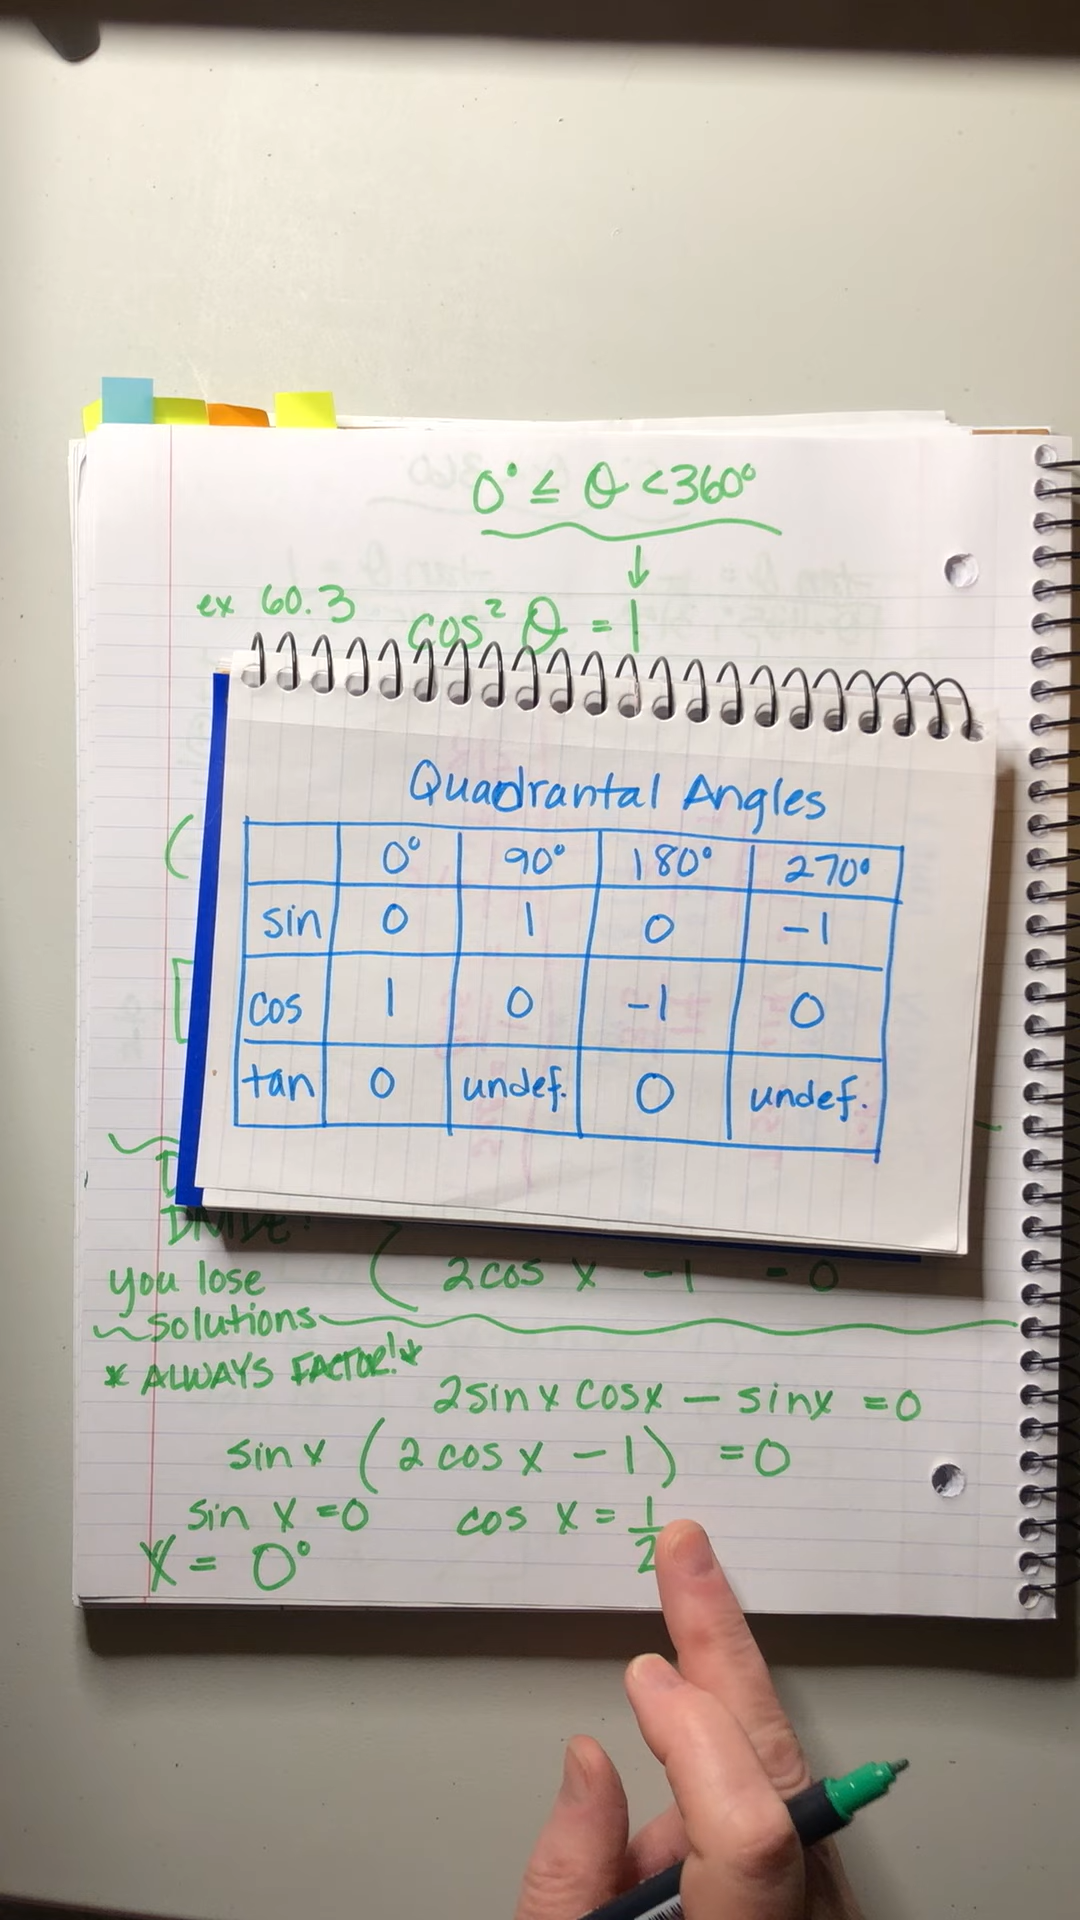 0° ≤ θ < 360°
↓
ex 60.3 cos² θ = 1
Quadrantal Angles
0° 90° 180° 270°
sin 0 1 0 -1
cos 1 0 -1 0
tan 0 undef. 0 undef.
DIVIDE!
you lose
solutions
2cos x - 1 = 0
* ALWAYS FACTOR! *
2sin x cos x - sin x = 0
sin x (2 cos x - 1) = 0
sin x = 0 cos x = 1/2
x = 0°